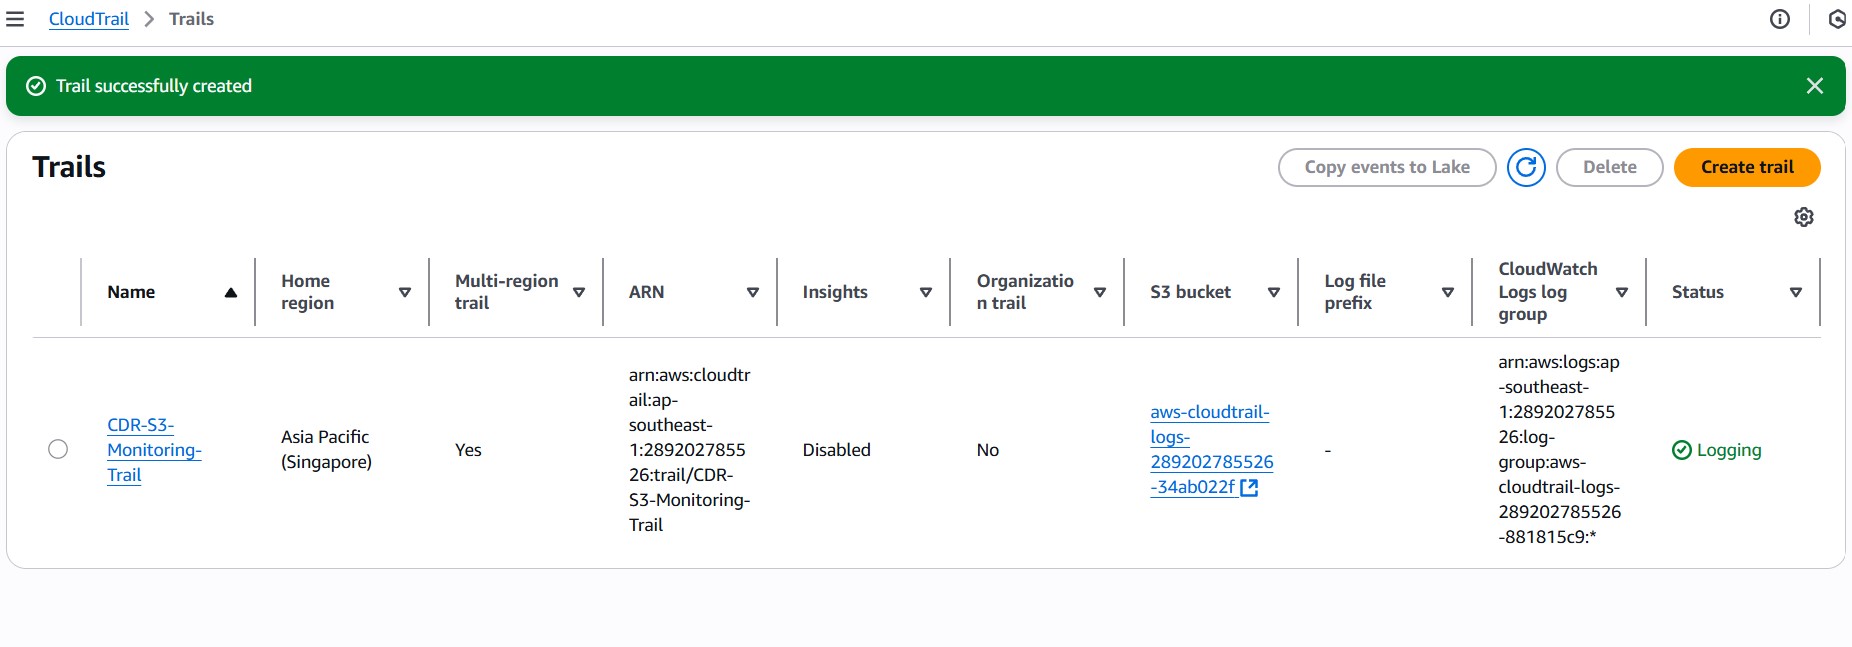 CloudTrail > Trails
Trail successfully created
Trails
Copy events to Lake
Delete
Create trail
Name
Home
region
Multi-region
trail
ARN
Insights
Organizatio
n trail
S3 bucket
Log file
prefix
CloudWatch
Logs log
group
Status
CDR-S3-
Monitoring-
Trail
Asia Pacific
(Singapore)
Yes
arn:aws:cloudtr
ail:ap-
southeast-
1:2892027855
26:trail/CDR-
S3-Monitoring-
Trail
Disabled
No
aws-cloudtrail-
logs-
289202785526
-34ab022f
-
arn:aws:logs:ap
-southeast-
1:2892027855
26:log-
group:aws-
cloudtrail-logs-
289202785526
-881815c9:*
Logging